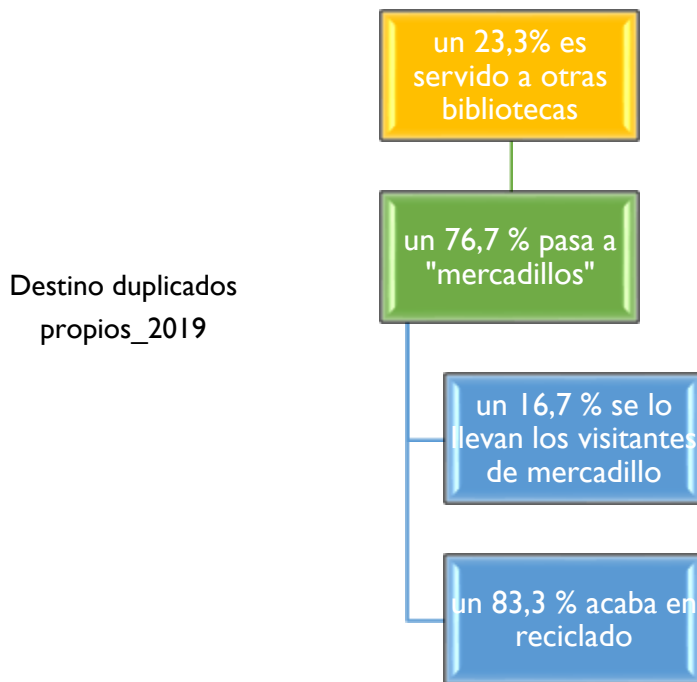 un 23,3% es
servido a otras
bibliotecas
un 76,7 % pasa a
"mercadillos"
Destino duplicados
propios_2019
un 16,7 % se lo
llevan los visitantes
de mercadillo
un 83,3 % acaba en
reciclado